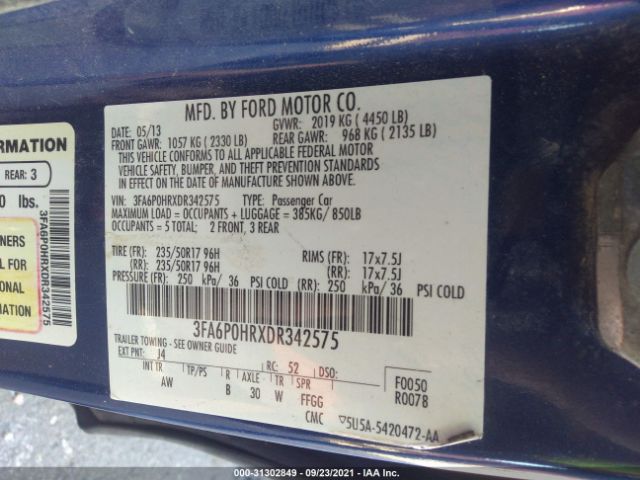 MFD. BY FORD MOTOR CO.
DATE: 05/13 GVWR: 2019 KG ( 4450 LB)
FRONT GAWR: 1057 KG ( 2330 LB) REAR GAWR: 968 KG ( 2135 LB)
THIS VEHICLE CONFORMS TO ALL APPLICABLE FEDERAL MOTOR
VEHICLE SAFETY, BUMPER, AND THEFT PREVENTION STANDARDS
IN EFFECT ON THE DATE OF MANUFACTURE SHOWN ABOVE.
VIN: 3FA6P0HRXDR342575 TYPE: Passenger Car
MAXIMUM LOAD = OCCUPANTS + LUGGAGE = 385KG/ 850LB
OCCUPANTS = 5 TOTAL: 2 FRONT, 3 REAR
TIRE (FR): 235/50R17 96H RIMS (FR): 17x7.5J
(RR): 235/50R17 96H (RR): 17x7.5J
PRESSURE (FR): 250 kPa/ 36 PSI COLD (RR): 250 kPa/ 36 PSI COLD
3FA6P0HRXDR342575
TRAILER TOWING - SEE OWNER GUIDE
EXT PNT: J4 RC: 52 DSO:
INT TR TP/PS R AXLE TR SPR
AW B 30 W FFGG
F0050
R0078
CMC 5U5A-5420472-AA
ORMATION
REAR: 3
0 lbs.
NERS
L FOR
ONAL
MATION
3FA6P0HRXDR342575
000-31302849 - 09/23/2021 - IAA Inc.